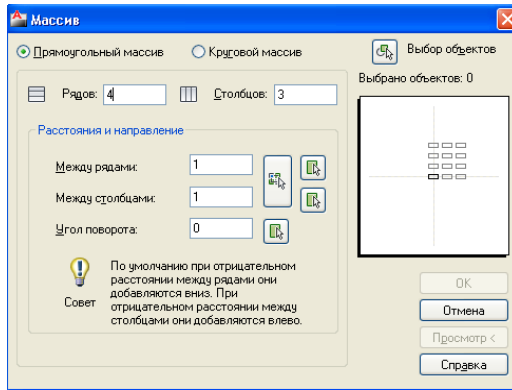 Массив
Прямоугольный массив
Круговой массив
Выбор объектов
Выбрано объектов: 0
Рядов: 4
Столбцов: 3
Расстояния и направление
Между рядами: 1
Между столбцами: 1
Угол поворота: 0
Совет
По умолчанию при отрицательном
расстоянии между рядами они
добавляются вниз. При
отрицательном расстоянии между
столбцами они добавляются влево.
OK
Отмена
Просмотр <
Справка